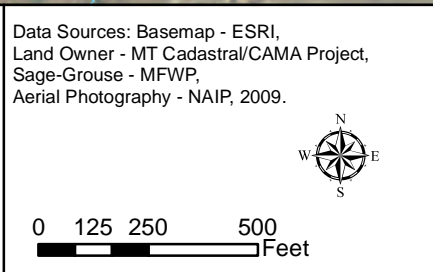 Data Sources: Basemap - ESRI,
Land Owner - MT Cadastral/CAMA Project,
Sage-Grouse - MFWP,
Aerial Photography - NAIP, 2009.
N
W E
S
0 125 250 500
Feet